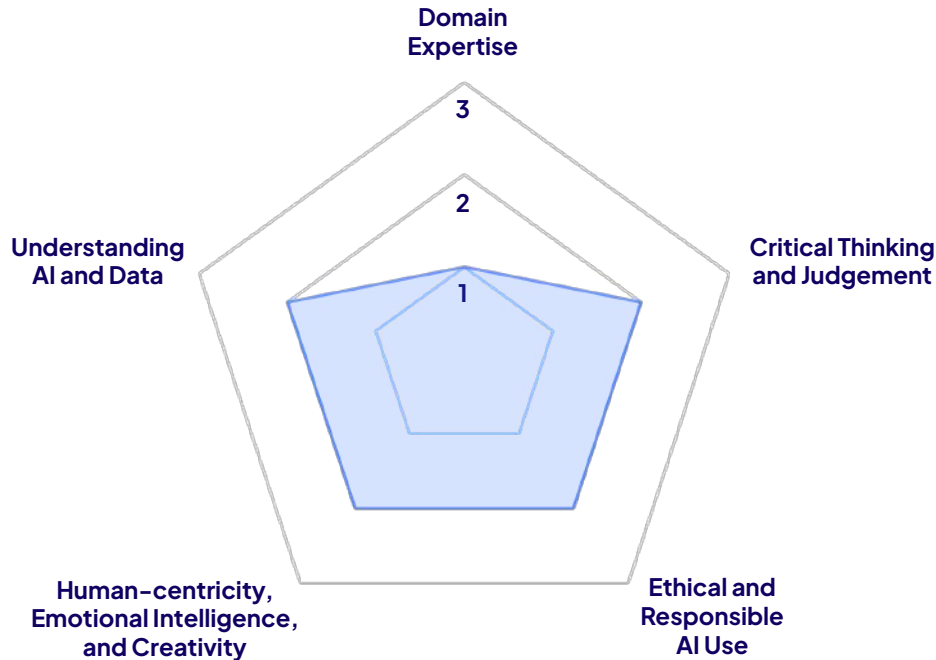 Domain
Expertise
3
2
1
Understanding
AI and Data
Critical Thinking
and Judgement
Human-centricity,
Emotional Intelligence,
and Creativity
Ethical and
Responsible
AI Use